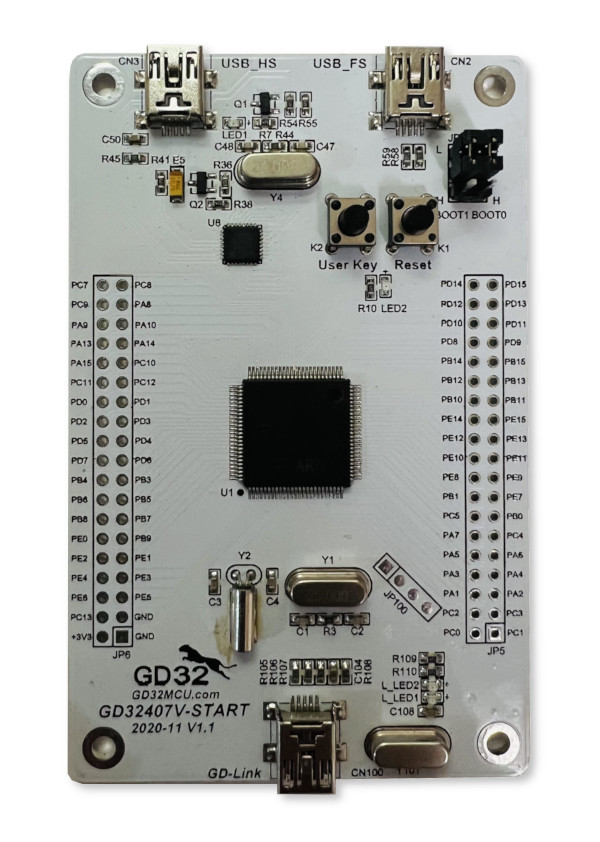 CN3
USB_HS
USB_FS
CN2
Q1
LED1
R54 R55
R7 R44
C50
C48
C47
R45
R41 E5
R36
R59
R58
L
Y4
Q2
R38
H
H
BOOT1 BOOT0
U8
K2
K1
User Key
Reset
R10 LED2
PC7
PC8
PC9
PA8
PA9
PA10
PA13
PA14
PA15
PC10
PC11
PC12
PD0
PD1
PD2
PD3
PD5
PD4
PD7
PD6
PB4
PB3
PB6
PB5
PB8
PB7
PE0
PB9
PE2
PE1
PE4
PE3
PE6
PE5
PC13
GND
+3V3
GND
JP6
PD14
PD15
PD12
PD13
PD10
PD11
PD8
PD9
PB14
PB15
PB12
PB13
PB10
PB11
PE14
PE15
PE12
PE13
PE10
PE11
PE8
PE9
PB1
PE7
PC5
PB0
PA7
PC4
PA5
PA6
PA3
PA4
PA1
PA2
PC2
PC3
PC0
PC1
JP5
U1
Y2
Y1
C3
C4
C1
R3
C2
JP100
GD32
GD32MCU.com
GD32407V-START
2020-11 V1.1
R105
R106
R107
C104
R108
R109
R110
L_LED2
L_LED1
C108
GD-Link
CN100